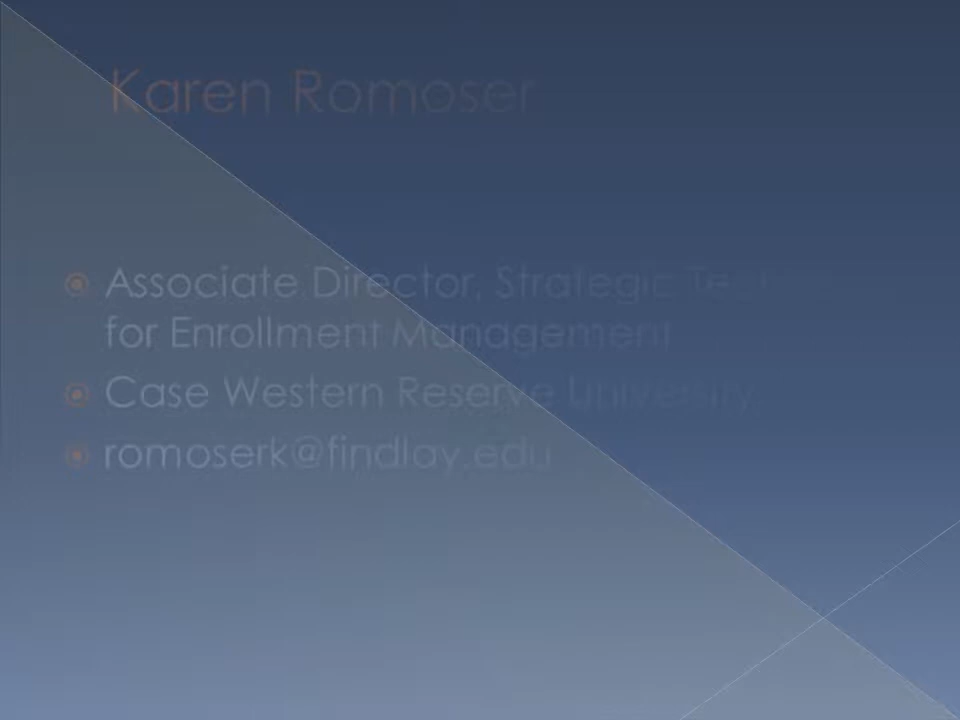 Karen Romoser
Associate Director, Strategic
for Enrollment Management
Case Western Reserve University
romoserk@findlay.edu